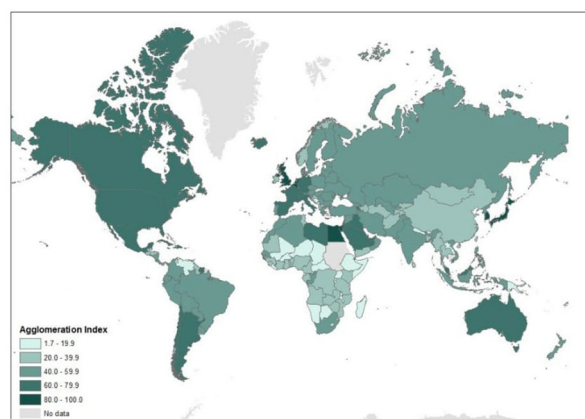 Agglomeration Index
1.7 - 19.9
20.0 - 39.9
40.0 - 59.9
60.0 - 79.9
80.0 - 100.0
No data